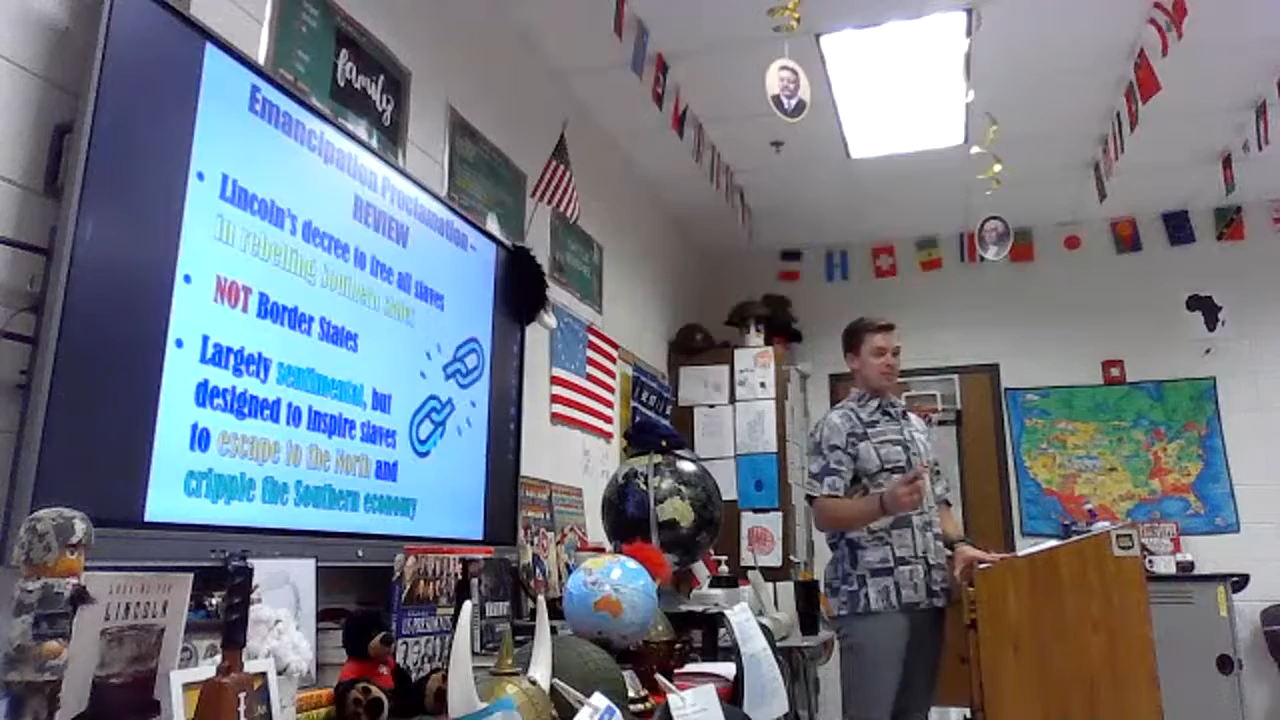 family
Emancipation Proclamation –
REVIEW
• Lincoln's decree to free all slaves
in rebelling Southern States
• NOT Border States
• Largely sentimental, but
designed to inspire slaves
to escape to the North and
cripple the Southern economy
LINCOLN